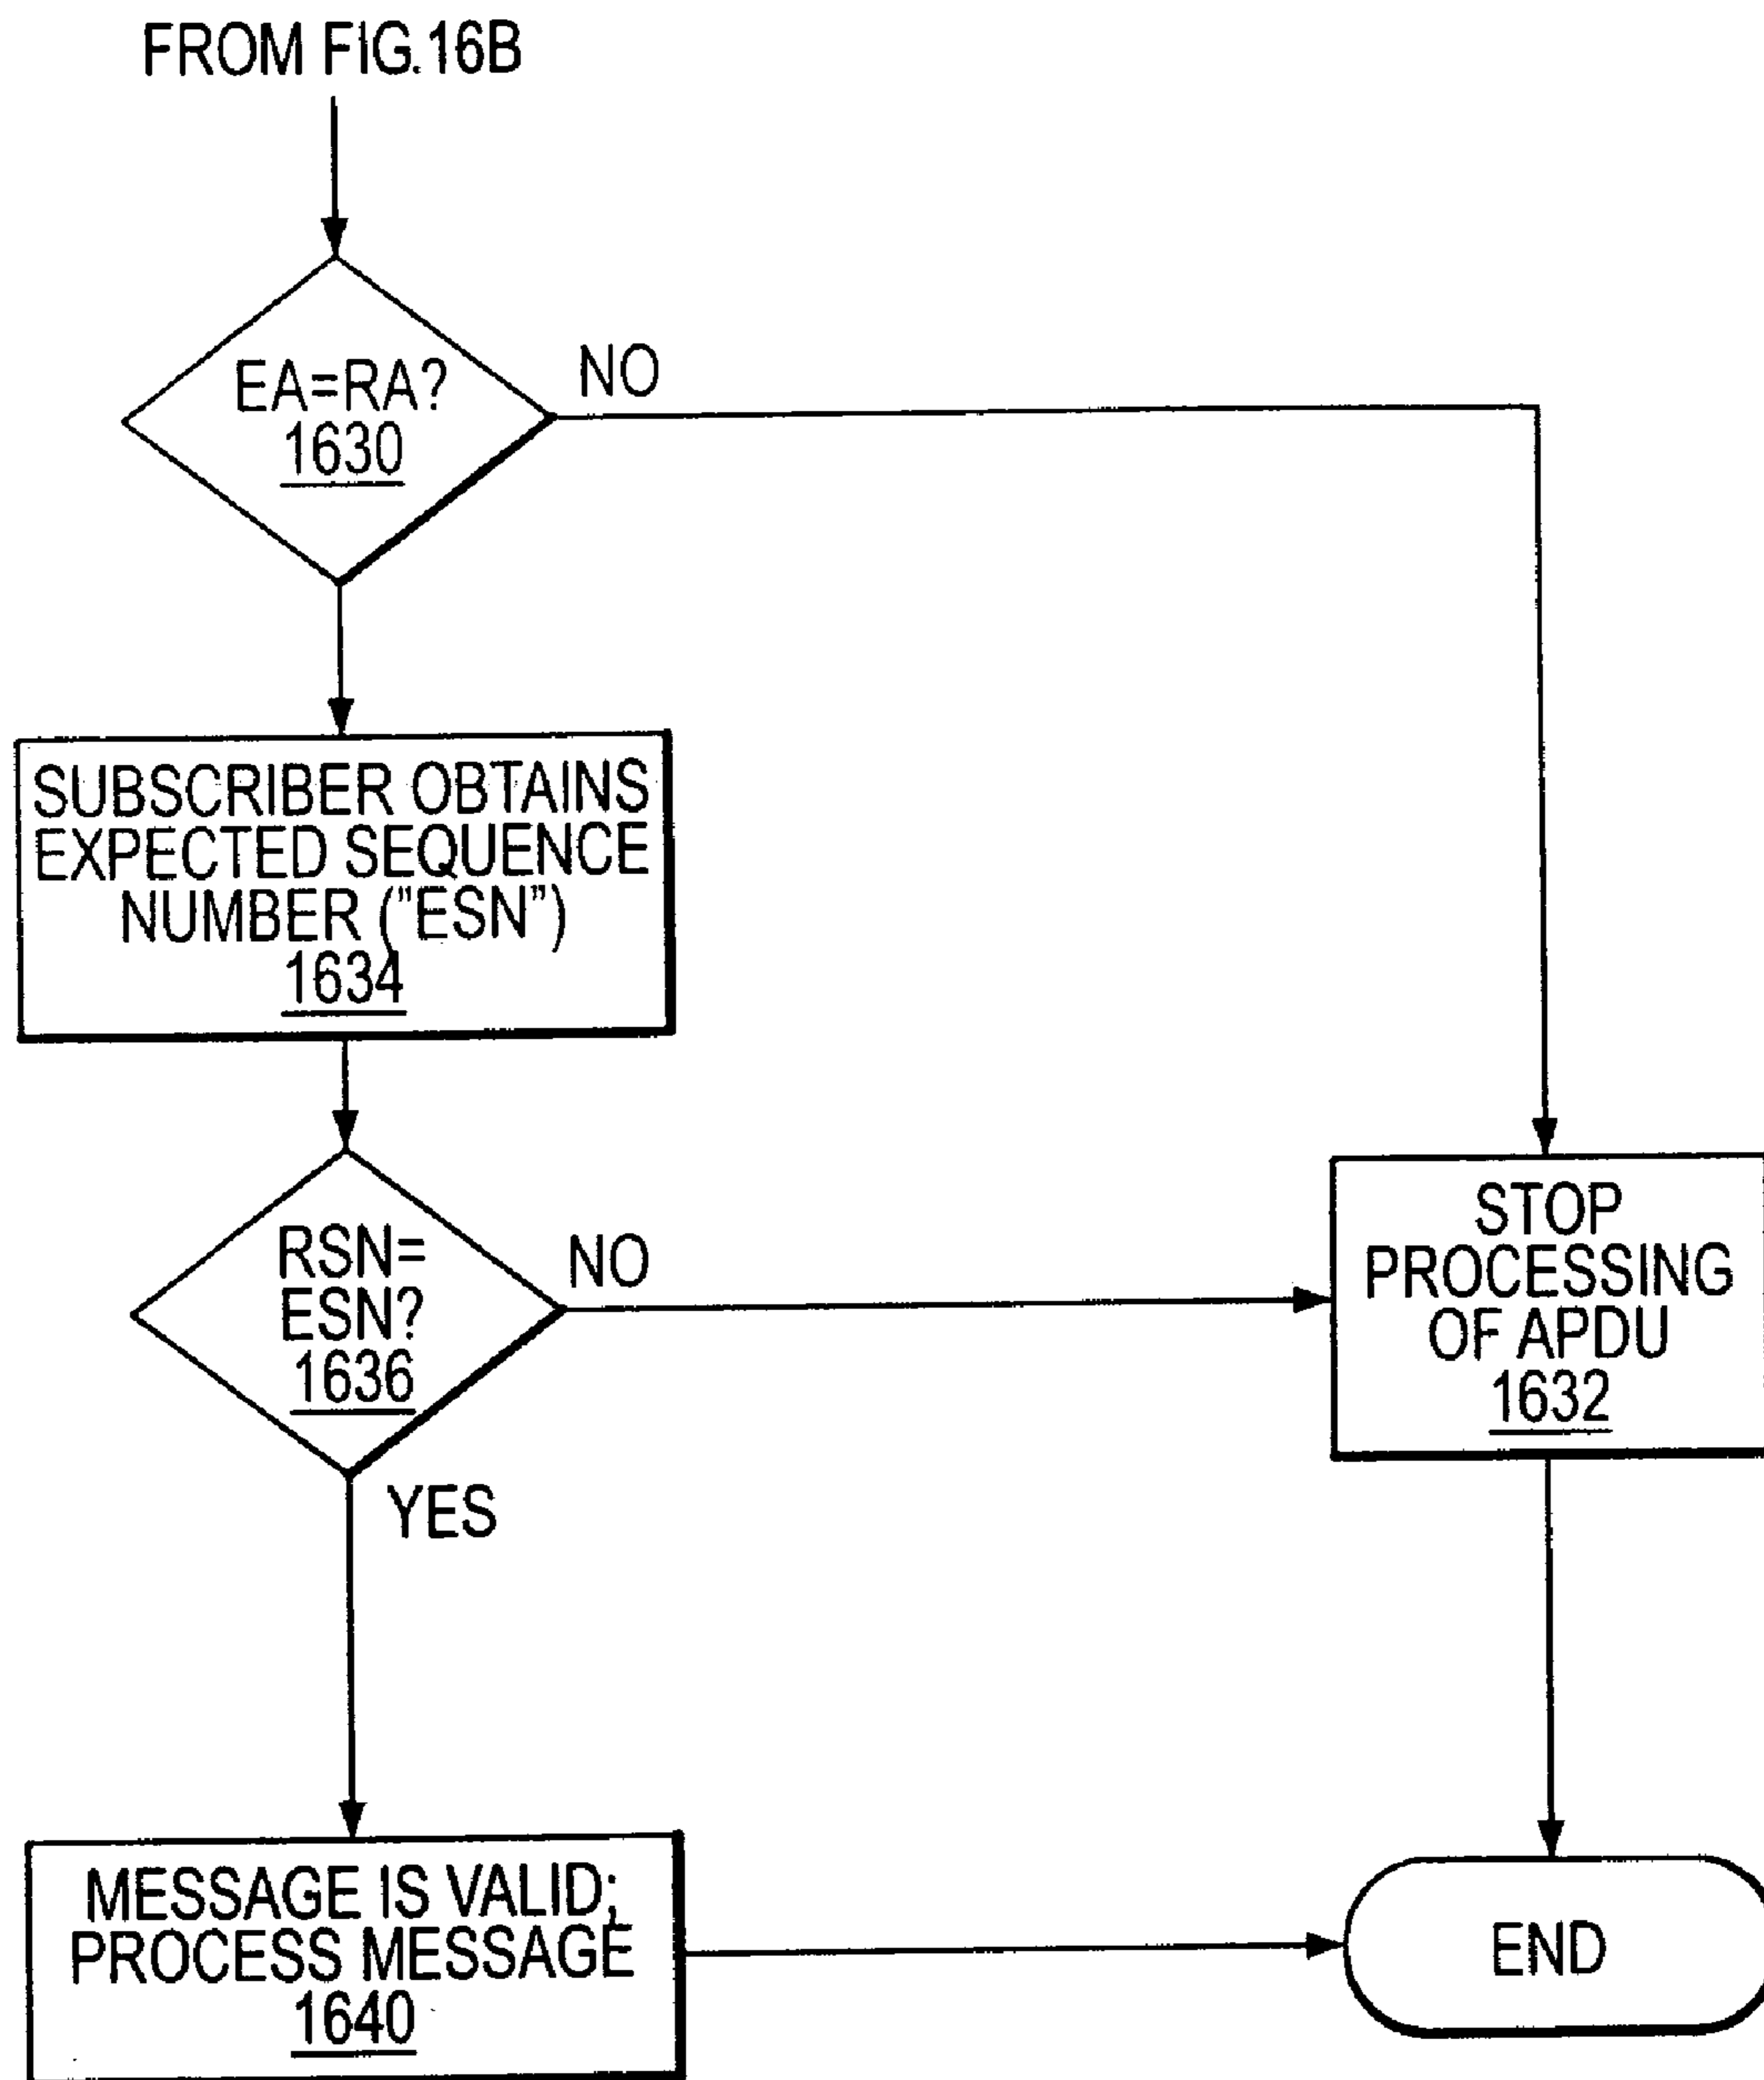 FROM FIG.16B
EA=RA?
1630
NO
SUBSCRIBER OBTAINS
EXPECTED SEQUENCE
NUMBER ("ESN")
1634
RSN=
ESN?
1636
NO
YES
STOP
PROCESSING
OF APDU
1632
MESSAGE IS VALID;
PROCESS MESSAGE
1640
END